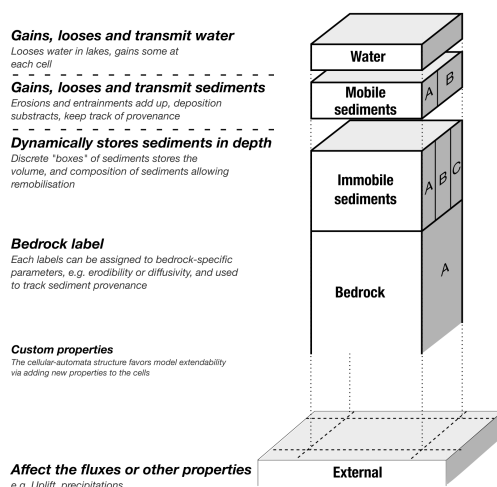 Gains, looses and transmit water
Looses water in lakes, gains some at
each cell
Gains, looses and transmit sediments
Erosions and entrainments add up, deposition
substracts, keep track of provenance
Dynamically stores sediments in depth
Discrete "boxes" of sediments stores the
volume, and composition of sediments allowing
remobilisation
Bedrock label
Each labels can be assigned to bedrock-specific
parameters, e.g. erodibility or diffusivity, and used
to track sediment provenance
Custom properties
The cellular-automata structure favors model extendability
via adding new properties to the cells
Affect the fluxes or other properties
e.g. Uplift, precipitations
Water
Mobile
sediments
A
B
Immobile
sediments
A
B
C
Bedrock
A
External